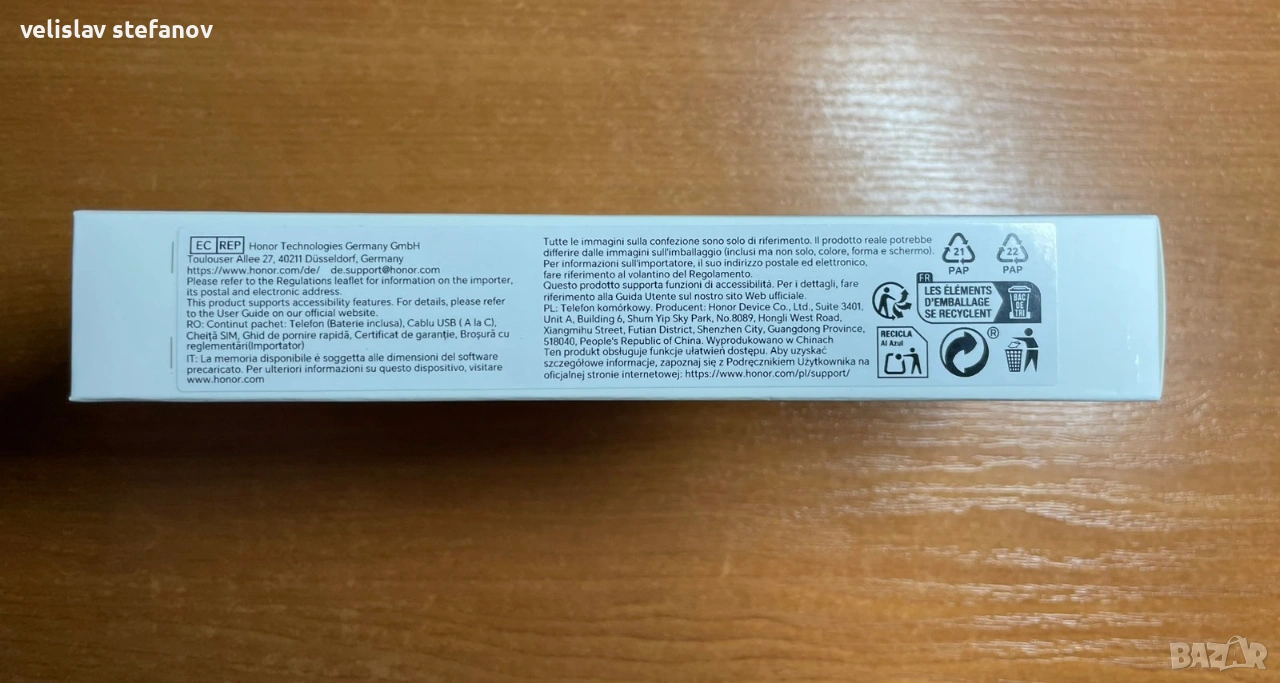 velislav stefanov
EC REP Honor Technologies Germany GmbH
Toulouser Allee 27, 40211 Düsseldorf, Germany
https://www.honor.com/de/ de.support@honor.com
Please refer to the Regulations leaflet for information on the importer,
its postal and electronic address.
This product supports accessibility features. For details, please refer
to the User Guide on our official website.
RO: Continut pachet: Telefon (Baterie inclusa), Cablu USB ( A la C),
Cheiță SIM, Ghid de pornire rapidă, Certificat de garanție, Broșură cu
reglementări(Importator)
IT: La memoria disponibile é soggetta alle dimensioni del software
precaricato. Per ulteriori informazioni su questo dispositivo, visitare
www.honor.com
Tutte le immagini sulla confezione sono solo di riferimento. Il prodotto reale potrebbe
differire dalle immagini sull'imballaggio (inclusi ma non solo, colore, forma e schermo).
Per informazioni sull'importatore, il suo indirizzo postale ed elettronico,
fare riferimento al volantino del Regolamento.
Questo prodotto supporta funzioni di accessibilità. Per i dettagli, fare
riferimento alla Guida Utente sul nostro sito Web ufficiale.
PL: Telefon komórkowy. Producent: Honor Device Co., Ltd., Suite 3401,
Unit A, Building 6, Shum Yip Sky Park, No.8089, Hongli West Road,
Xiangmihu Street, Futian District, Shenzhen City, Guangdong Province,
518040, People's Republic of China. Wyprodukowano w Chinach
Ten produkt obsługuje funkcje ułatwień dostępu. Aby uzyskać
szczegółowe informacje, zapoznaj się z Podręcznikiem Użytkownika na
oficjalnej stronie internetowej: https://www.honor.com/pl/support/
21
PAP
22
PAP
FR
LES ÉLÉMENTS
D'EMBALLAGE
SE RECYCLENT
BAC
DE
TRI
RECICLA
Al Azul
®
BAZAR